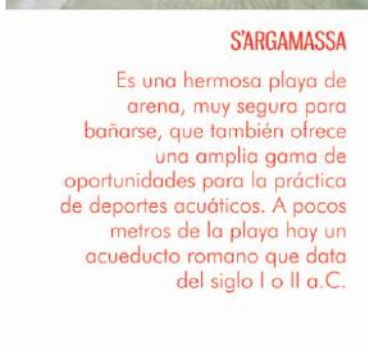 S'ARGAMASSA
Es una hermosa playa de
arena, muy segura para
bañarse, que también ofrece
una amplia gama de
oportunidades para la práctica
de deportes acuáticos. A pocos
metros de la playa hay un
acueducto romano que data
del siglo I o II a.C.